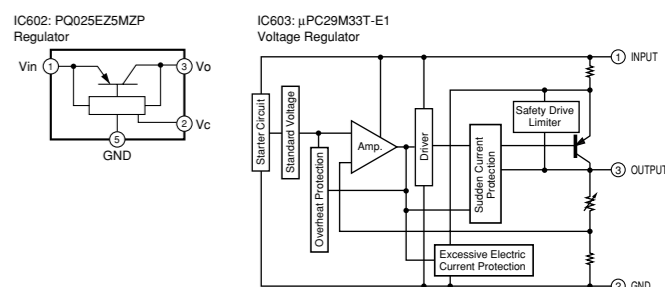 IC602: PQ025EZ5MZP
Regulator
Vin
1
3
Vo
2
Vc
5
GND
IC603: µPC29M33T-E1
Voltage Regulator
1
INPUT
Starter Circuit
Standard Voltage
Overheat Protection
Amp.
Driver
Sudden Current
Protection
Safety Drive
Limiter
3
OUTPUT
Excessive Electric
Current Protection
2
GND